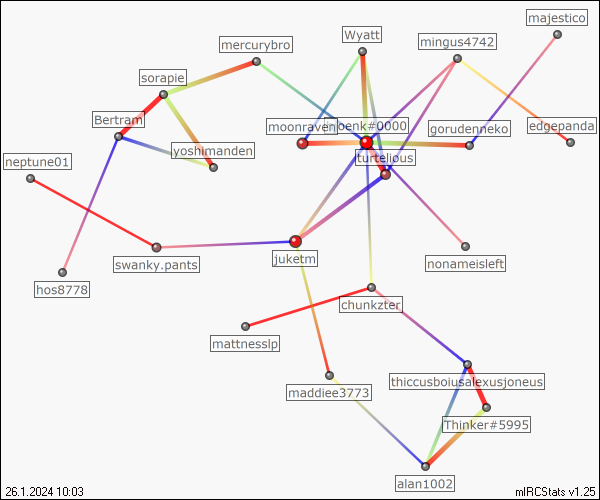 majestico
Wyatt
mercurybro
mingus4742
sorapie
Bertram
moonraven
benk#0000
gorudenneko
edgepanda
yoshimanden
turtelious
neptune01
juketm
swanky.pants
nonameisleft
hos8778
chunkzter
mattnesslp
thiccusboiusalexusjoneus
maddiee3773
Thinker#5995
alan1002
26.1.2024 10:03
mIRCStats v1.25